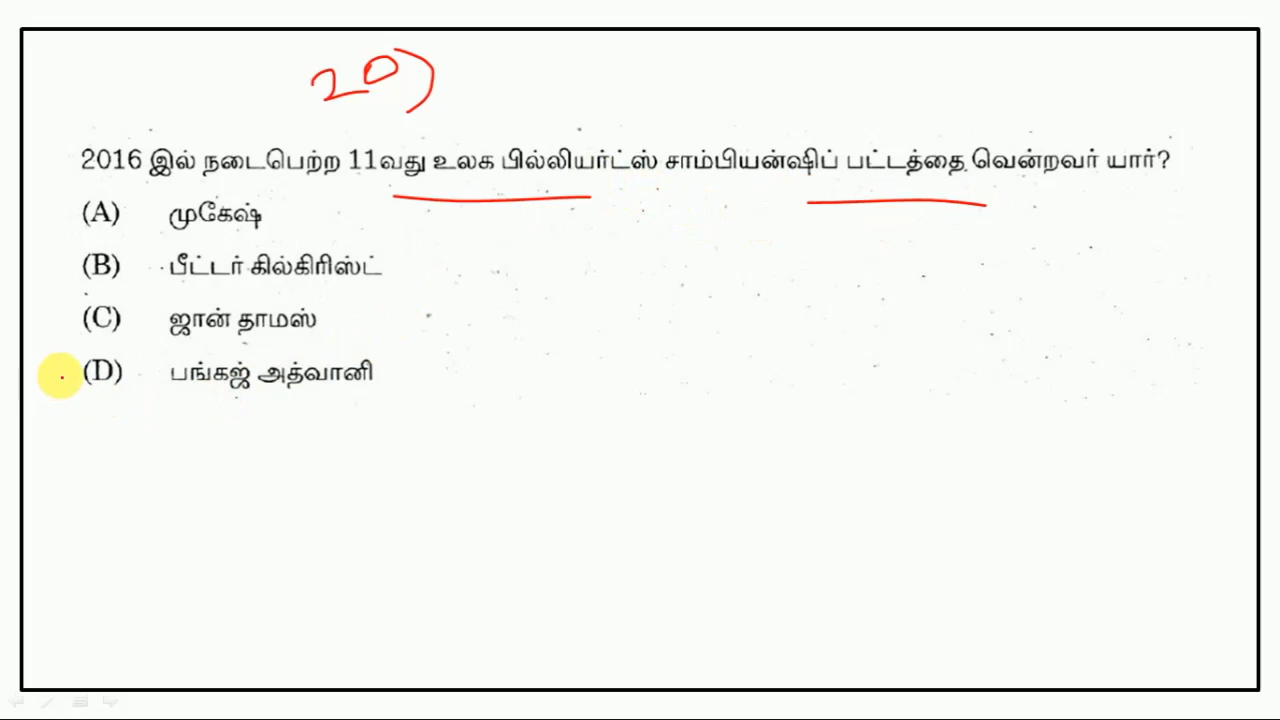 20)
2016 இல் நடைபெற்ற 11வது உலக பில்லியர்ட்ஸ் சாம்பியன்ஷிப் பட்டத்தை வென்றவர் யார்?
(A) முகேஷ்
(B) பீட்டர் கில்கிரிஸ்ட்
(C) ஜான் தாமஸ்
(D) பங்கஜ் அத்வானி